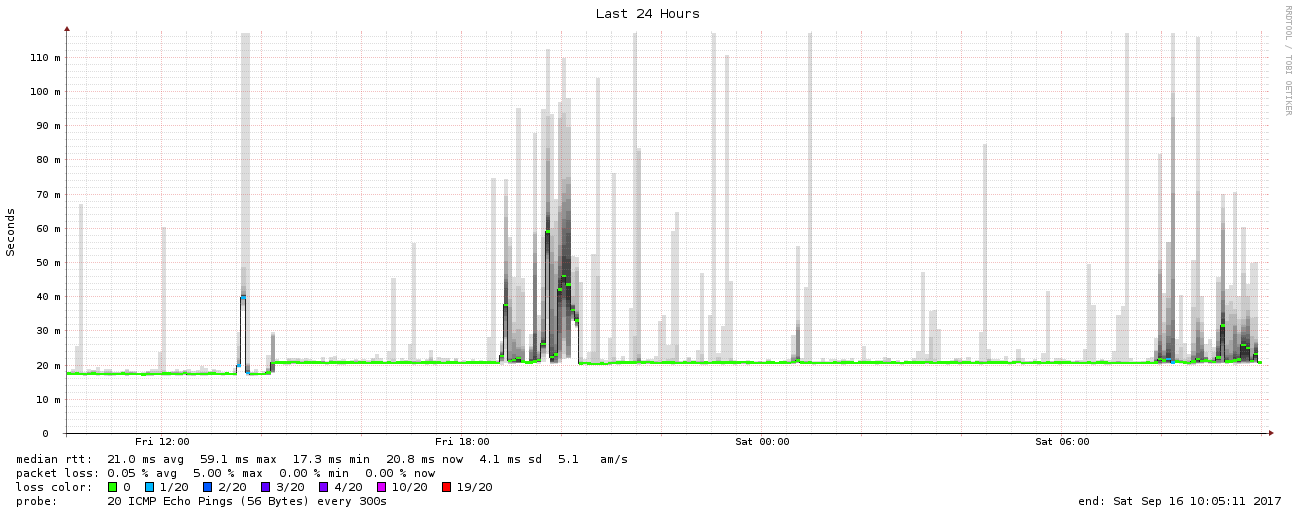 Last 24 Hours
RRDTOOL / TOBI OETIKER
Seconds
110 m
100 m
90 m
80 m
70 m
60 m
50 m
40 m
30 m
20 m
10 m
0
Fri 12:00 Fri 18:00 Sat 00:00 Sat 06:00
median rtt: 21.0 ms avg 59.1 ms max 17.3 ms min 20.8 ms now 4.1 ms sd 5.1 am/s
packet loss: 0.05 % avg 5.00 % max 0.00 % min 0.00 % now
loss color: 0 1/20 2/20 3/20 4/20 10/20 19/20
probe: 20 ICMP Echo Pings (56 Bytes) every 300s end: Sat Sep 16 10:05:11 2017